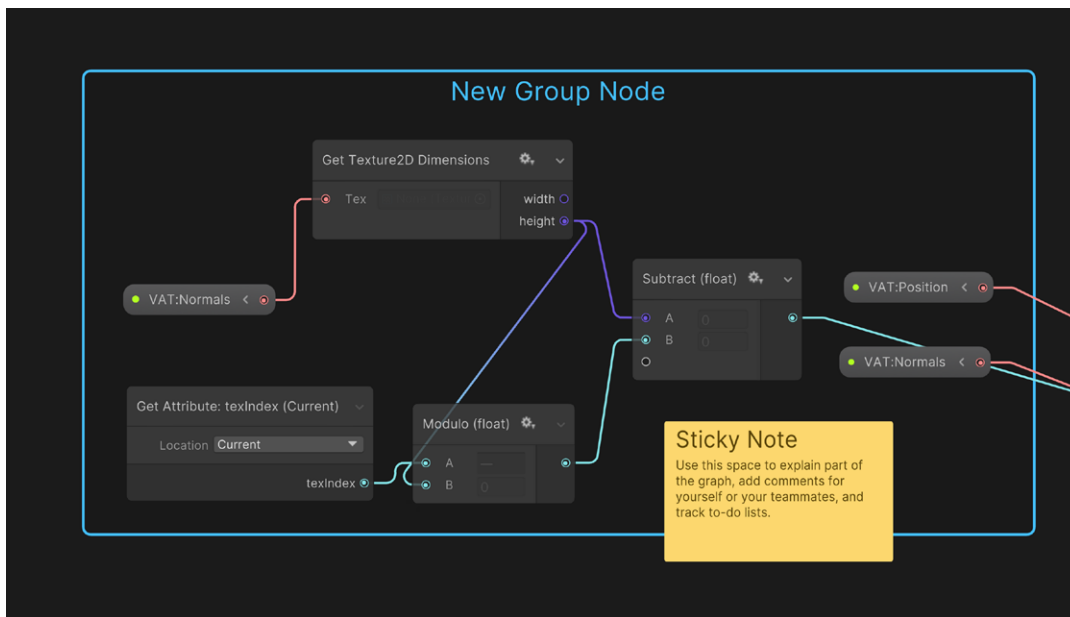 New Group Node
Get Texture2D Dimensions
Tex
width
height
VAT:Normals
Subtract (float)
A 0
B 0
VAT:Position
VAT:Normals
Get Attribute: texIndex (Current)
Location Current
texIndex
Modulo (float)
A —
B 0
Sticky Note
Use this space to explain part of
the graph, add comments for
yourself or your teammates, and
track to-do lists.